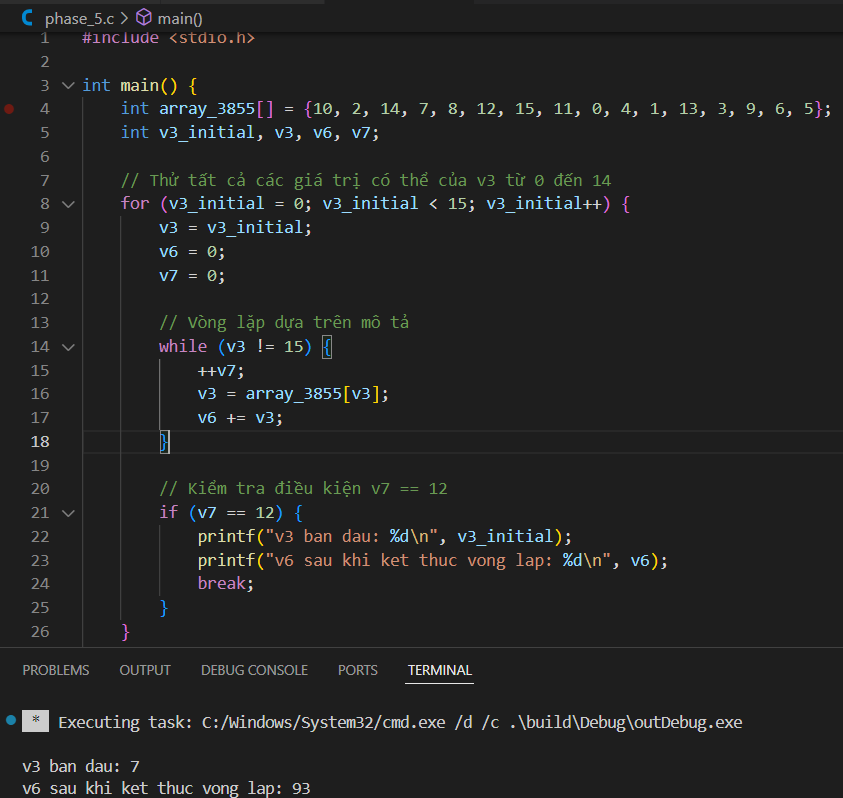 phase_5.c > main()
1 #include <stdio.h>
2
3 int main() {
4 int array_3855[] = {10, 2, 14, 7, 8, 12, 15, 11, 0, 4, 1, 13, 3, 9, 6, 5};
5 int v3_initial, v3, v6, v7;
6
7 // Thử tất cả các giá trị có thể của v3 từ 0 đến 14
8 for (v3_initial = 0; v3_initial < 15; v3_initial++) {
9 v3 = v3_initial;
10 v6 = 0;
11 v7 = 0;
12
13 // Vòng lặp dựa trên mô tả
14 while (v3 != 15) {
15 ++v7;
16 v3 = array_3855[v3];
17 v6 += v3;
18 }
19
20 // Kiểm tra điều kiện v7 == 12
21 if (v7 == 12) {
22 printf("v3 ban dau: %d\n", v3_initial);
23 printf("v6 sau khi ket thuc vong lap: %d\n", v6);
24 break;
25 }
26 }
PROBLEMS OUTPUT DEBUG CONSOLE PORTS TERMINAL
* Executing task: C:/Windows/System32/cmd.exe /d /c .\build\Debug\outDebug.exe
v3 ban dau: 7
v6 sau khi ket thuc vong lap: 93